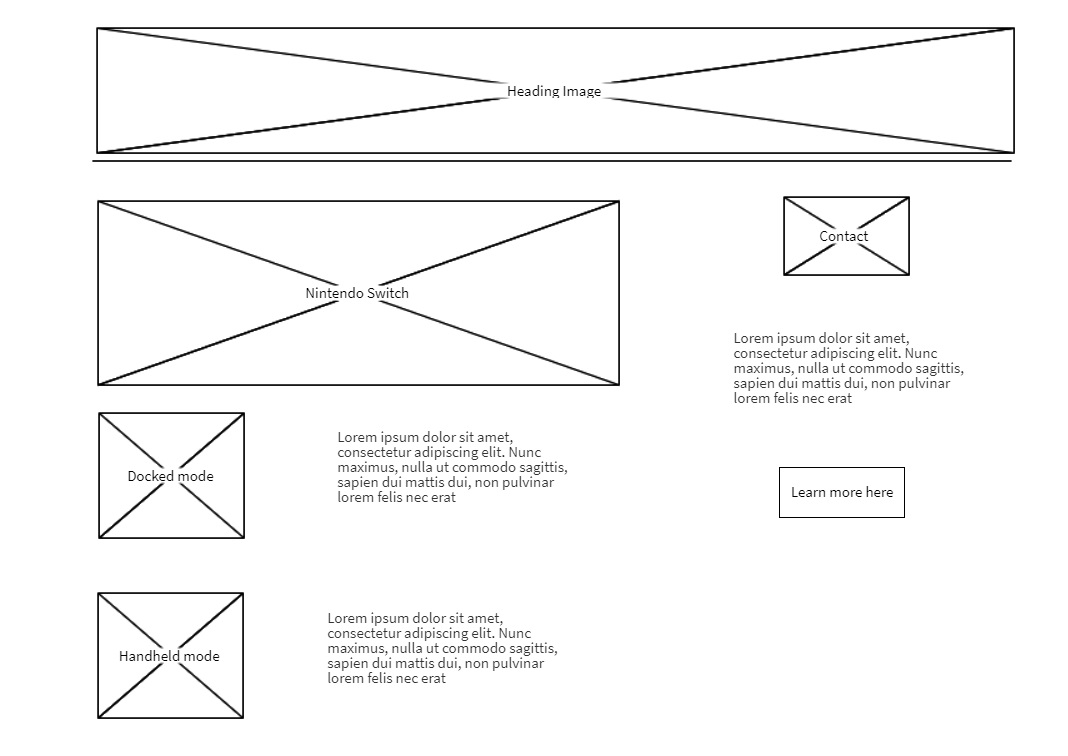 Heading Image
Nintendo Switch
Docked mode
Lorem ipsum dolor sit amet,
consectetur adipiscing elit. Nunc
maximus, nulla ut commodo sagittis,
sapien dui mattis dui, non pulvinar
lorem felis nec erat
Handheld mode
Lorem ipsum dolor sit amet,
consectetur adipiscing elit. Nunc
maximus, nulla ut commodo sagittis,
sapien dui mattis dui, non pulvinar
lorem felis nec erat
Contact
Lorem ipsum dolor sit amet,
consectetur adipiscing elit. Nunc
maximus, nulla ut commodo sagittis,
sapien dui mattis dui, non pulvinar
lorem felis nec erat
Learn more here